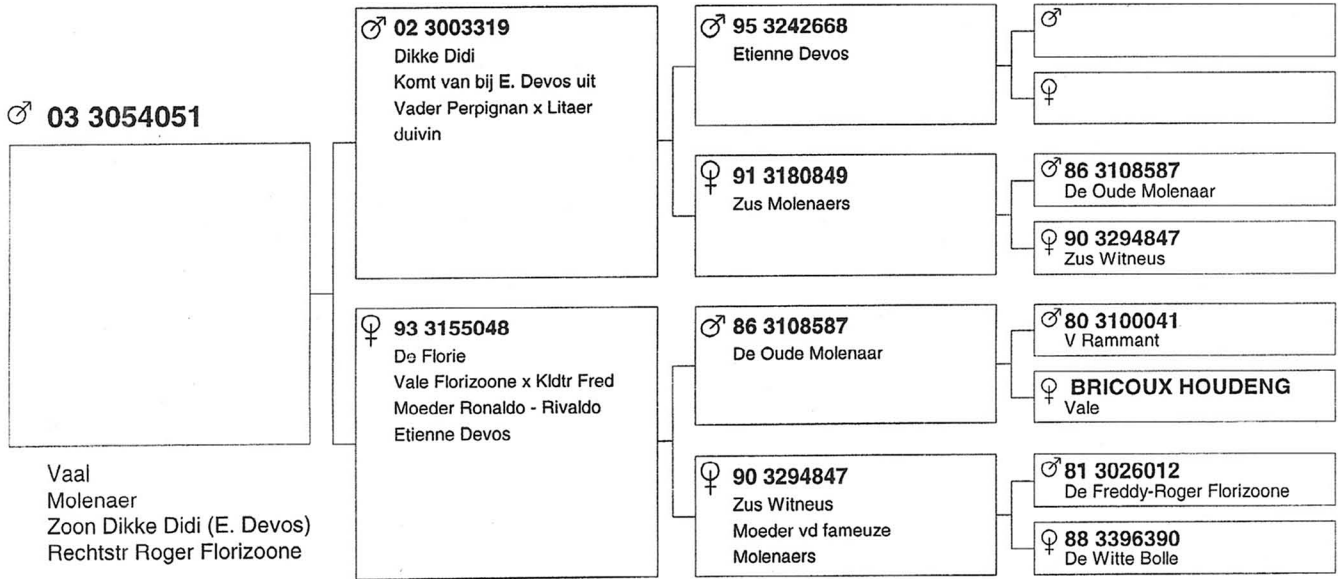 ♂ 03 3054051
Vaal
Molenaer
Zoon Dikke Didi (E. Devos)
Rechtstr Roger Florizoone
♂ 02 3003319
Dikke Didi
Komt van bij E. Devos uit
Vader Perpignan x Litaer
duivin
♀ 93 3155048
De Florie
Vale Florizoone x Kldtr Fred
Moeder Ronaldo - Rivaldo
Etienne Devos
♂ 95 3242668
Etienne Devos
♀ 91 3180849
Zus Molenaers
♂ 86 3108587
De Oude Molenaar
♀ 90 3294847
Zus Witneus
Moeder vd fameuze
Molenaers
♂
♀
♂ 86 3108587
De Oude Molenaar
♀ 90 3294847
Zus Witneus
♂ 80 3100041
V Rammant
♀ BRICOUX HOUDENG
Vale
♂ 81 3026012
De Freddy-Roger Florizoone
♀ 88 3396390
De Witte Bolle